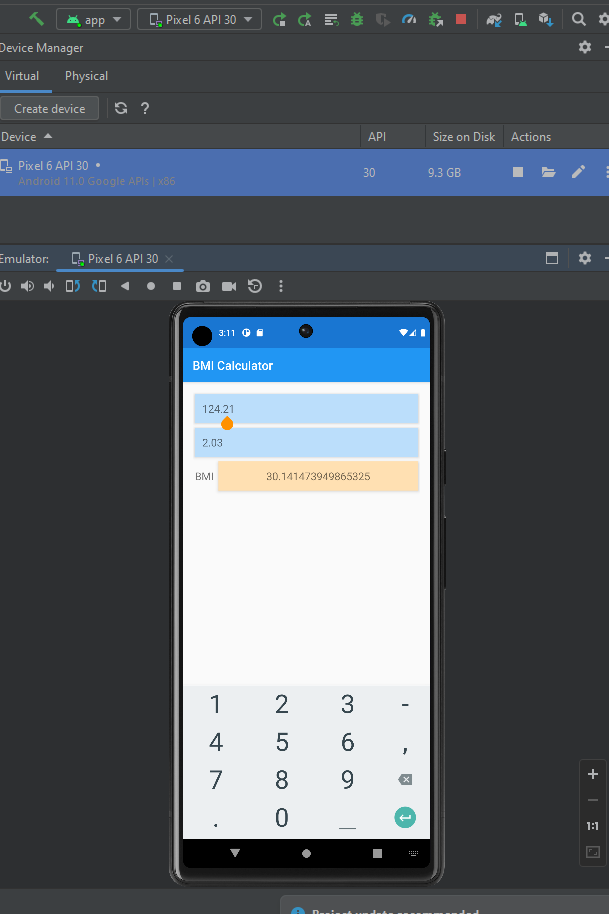 app
Pixel 6 API 30
Device Manager
Virtual Physical
Create device ?
Device API Size on Disk Actions
Pixel 6 API 30 30 9.3 GB
Android 11.0 Google APIs | x86
Emulator: Pixel 6 API 30
3:11
BMI Calculator
124.21
2.03
BMI 30.141473949865325
1 2 3 -
4 5 6 ,
7 8 9
. 0 _
1:1
Project update recommended